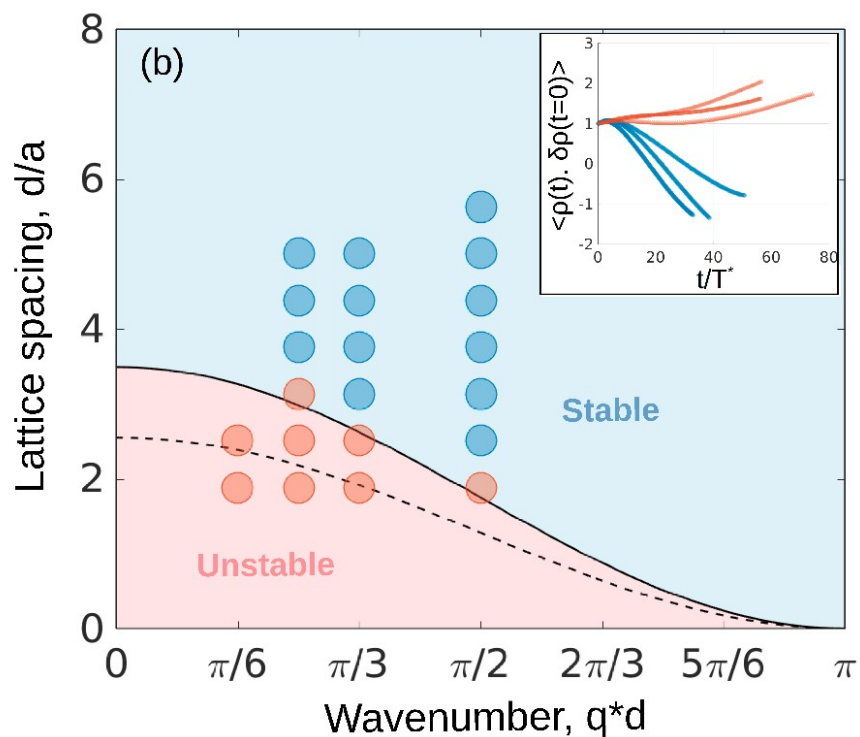 (b)
8
6
4
2
0
Lattice spacing, d/a
0
π/6
π/3
π/2
2π/3
5π/6
π
Wavenumber, q*d
Stable
Unstable
3
2
1
0
-1
-2
<ρ(t). δρ(t=0)>
0
20
40
60
80
t/T*